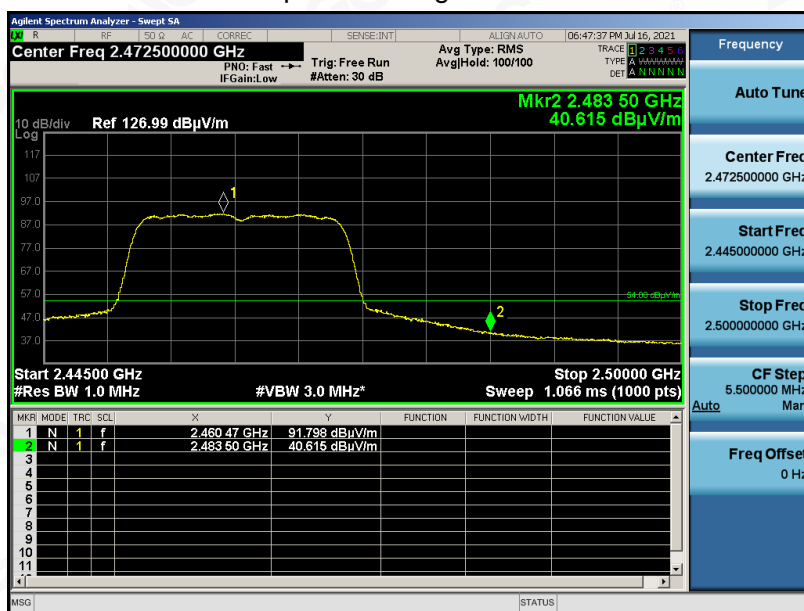 Agilent Spectrum Analyzer - Swept SA
LXI R RF 50 Ω AC CORREC SENSE:INT ALIGN AUTO 06:47:37 PM Jul 16, 2021
Center Freq 2.472500000 GHz
PNO: Fast
IFGain:Low
Trig: Free Run
#Atten: 30 dB
Avg Type: RMS
Avg|Hold: 100/100
TRACE 1 2 3 4 5 6
TYPE A WWWWW
DET A N N N N N
Mkr2 2.483 50 GHz
40.615 dBµV/m
10 dB/div Ref 126.99 dBµV/m
Log
117
107
97.0
87.0
77.0
67.0
57.0
47.0
37.0
1
54.00 dBµV/m
2
Start 2.44500 GHz Stop 2.50000 GHz
#Res BW 1.0 MHz #VBW 3.0 MHz* Sweep 1.066 ms (1000 pts)
MKR MODE TRC SCL X Y FUNCTION FUNCTION WIDTH FUNCTION VALUE
1 N 1 f 2.460 47 GHz 91.798 dBµV/m
2 N 1 f 2.483 50 GHz 40.615 dBµV/m
3
4
5
6
7
8
9
10
11
MSG STATUS
Frequency
Auto Tune
Center Freq
2.472500000 GHz
Start Freq
2.445000000 GHz
Stop Freq
2.500000000 GHz
CF Step
5.500000 MHz
Auto Man
Freq Offset
0 Hz